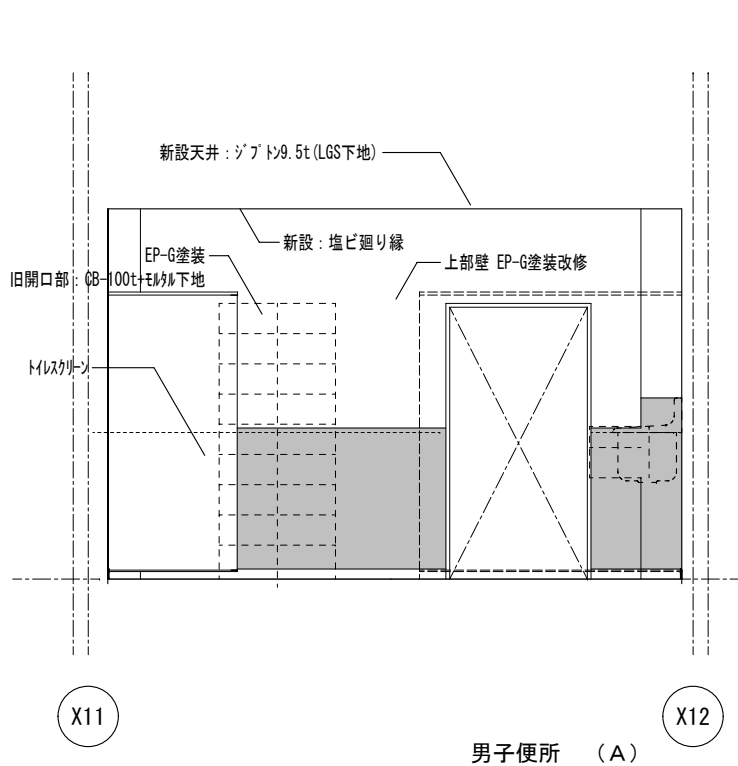 新設天井：ｼﾞﾌﾟﾄﾝ9.5t(LGS下地)
新設：塩ビ廻り縁
EP-G塗装
上部壁 EP-G塗装改修
旧開口部：CB-100t+ﾓﾙﾀﾙ下地
ﾄｲﾚｽｸﾘｰﾝ
X11
X12
男子便所　（A）